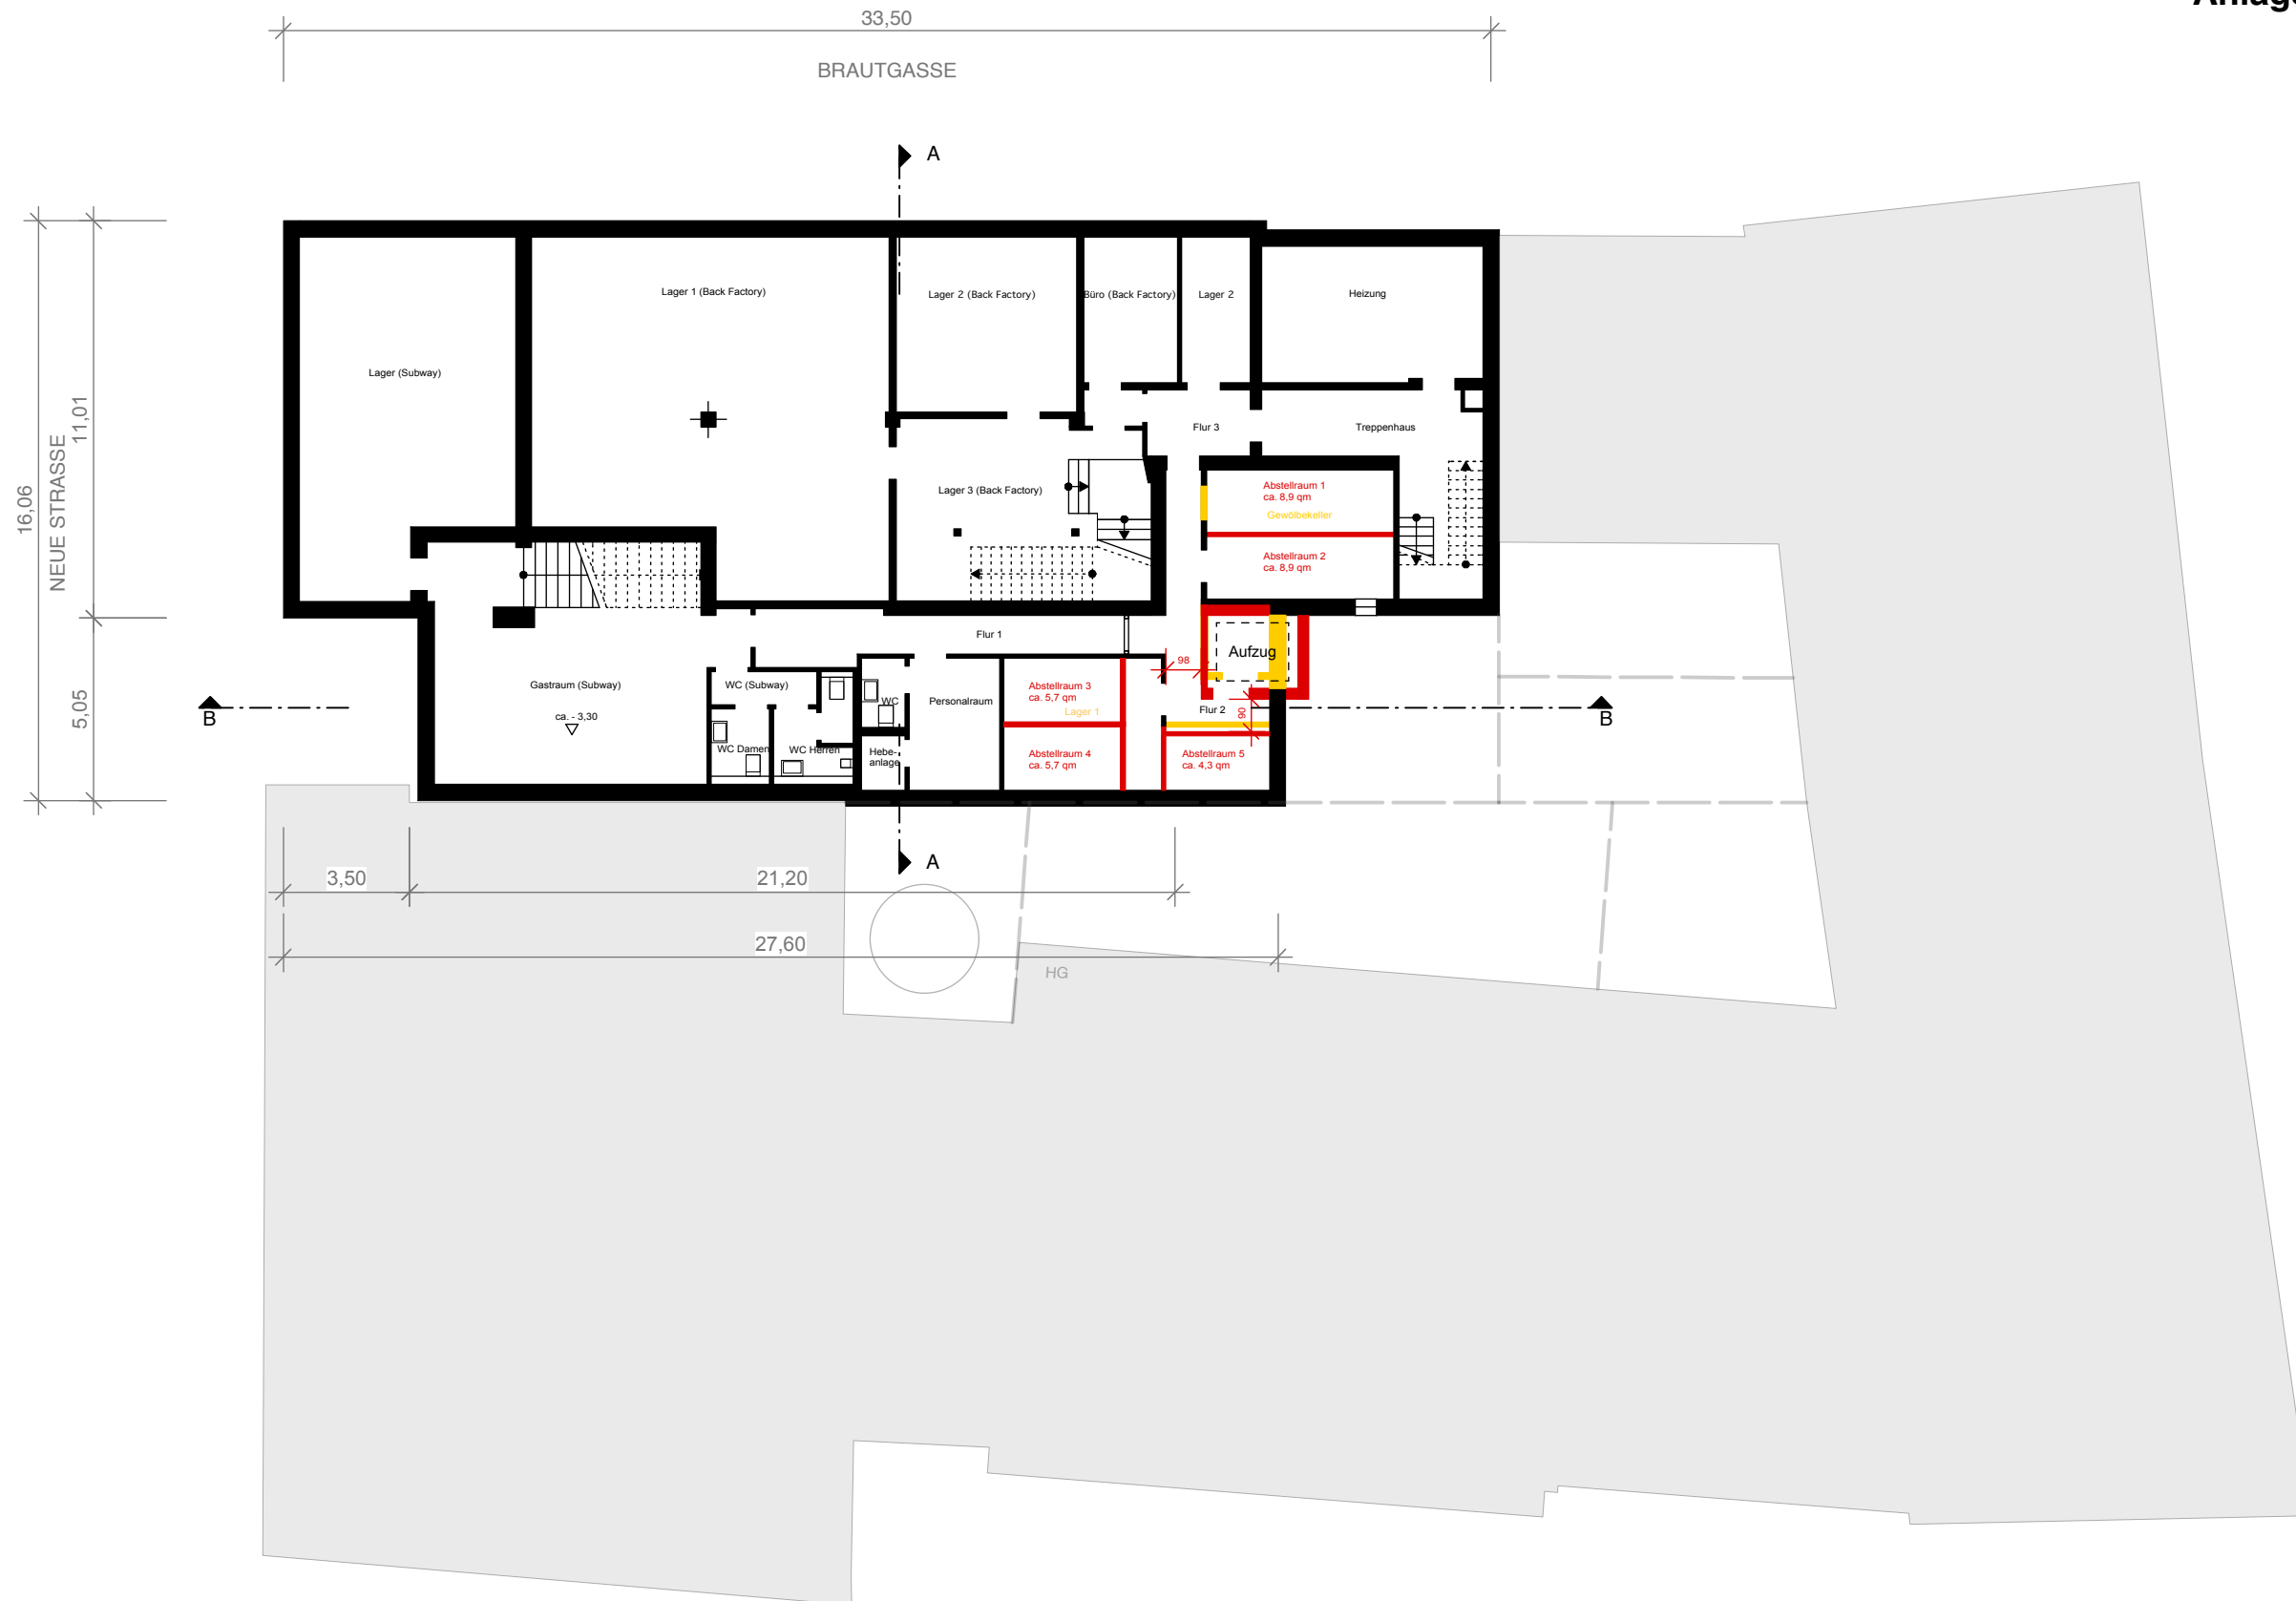 33,50
BRAUTGASSE
A
Lager 1 (Back Factory)
Lager 2 (Back Factory)
Büro (Back Factory)
Lager 2
Heizung
Lager (Subway)
11,01
16,06
NEUE STRASSE
5,05
Flur 3
Treppenhaus
Lager 3 (Back Factory)
Abstellraum 1
ca. 8,9 qm
Gewölbekeller
Abstellraum 2
ca. 8,9 qm
Flur 1
Aufzug
98
Gastraum (Subway)
WC (Subway)
WC
Personalraum
Abstellraum 3
ca. 5,7 qm
Lager 1
Flur 2
90
B
B
ca. - 3,30
WC Damen
WC Herren
Hebe-
anlage
Abstellraum 4
ca. 5,7 qm
Abstellraum 5
ca. 4,3 qm
A
3,50
21,20
27,60
HG